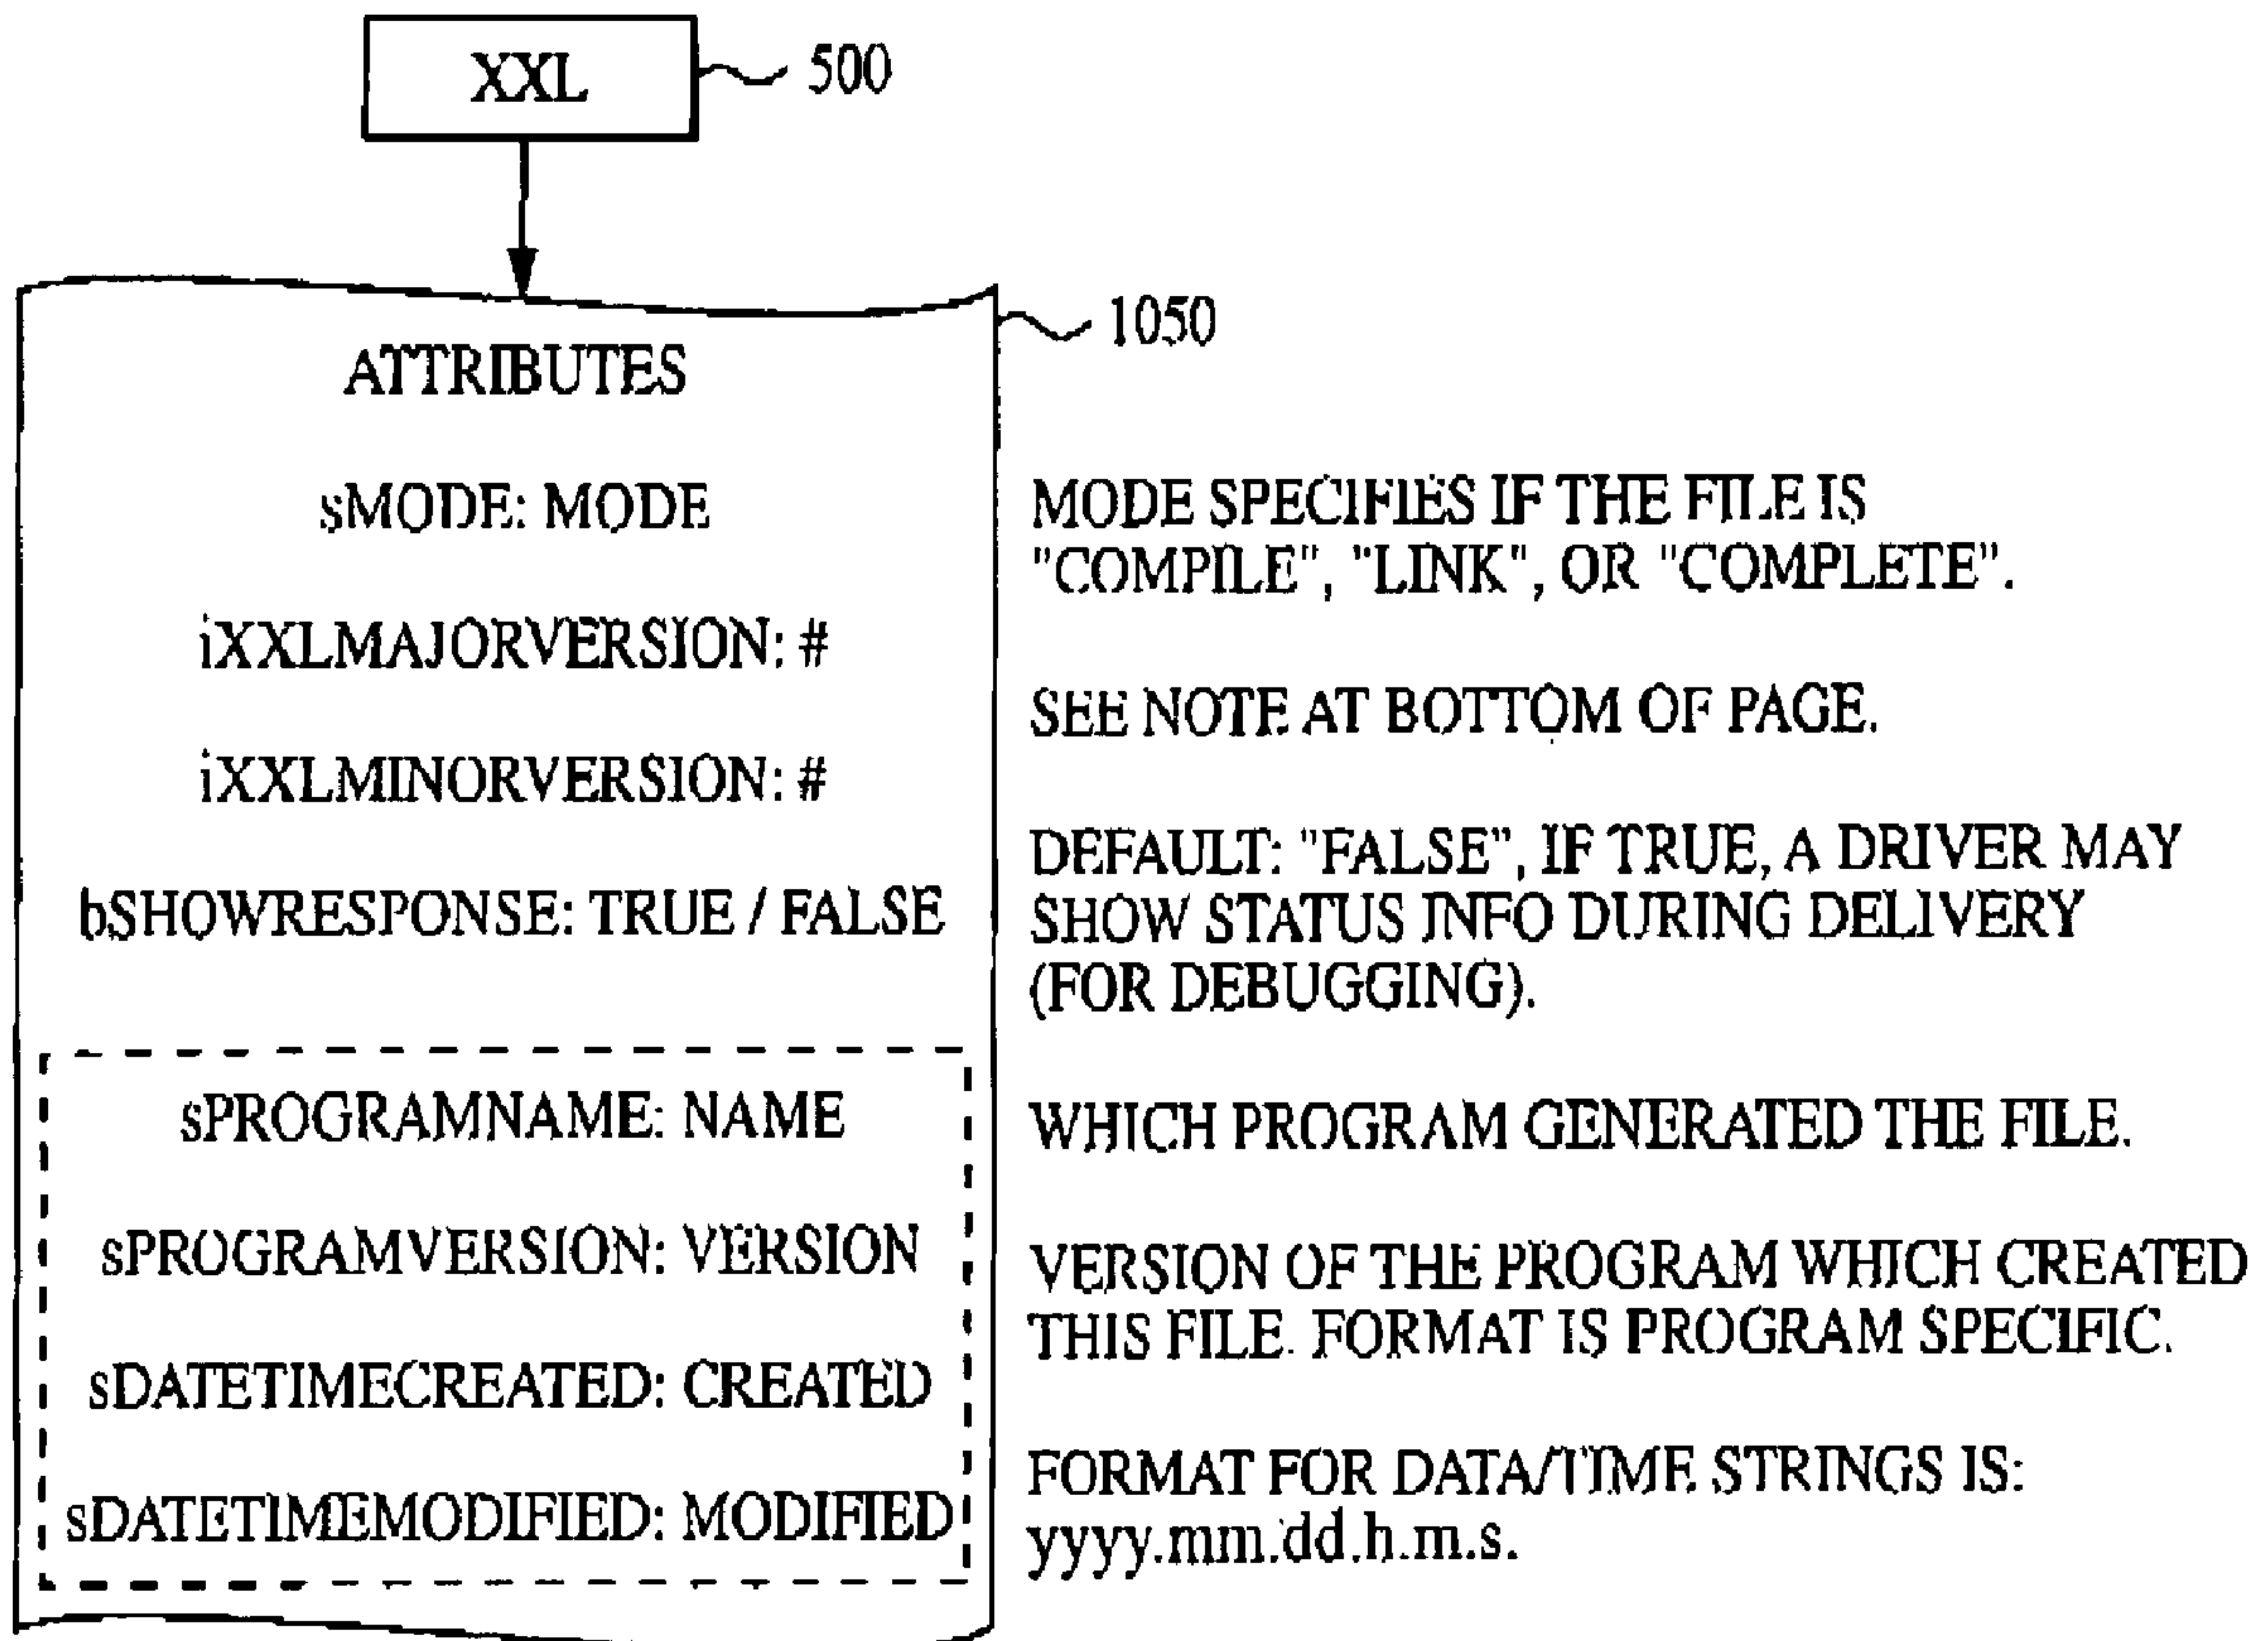 XXL
500
1050
ATTRIBUTES
sMODE: MODE
MODE SPECIFIES IF THE FILE IS
"COMPILE", "LINK", OR "COMPLETE".
iXXLMAJORVERSION: #
SEE NOTE AT BOTTOM OF PAGE.
iXXLMINORVERSION: #
bSHOWRESPONSE: TRUE / FALSE
DEFAULT: "FALSE", IF TRUE, A DRIVER MAY
SHOW STATUS INFO DURING DELIVERY
(FOR DEBUGGING).
sPROGRAMNAME: NAME
WHICH PROGRAM GENERATED THE FILE.
sPROGRAMVERSION: VERSION
VERSION OF THE PROGRAM WHICH CREATED
THIS FILE. FORMAT IS PROGRAM SPECIFIC.
sDATETIMECREATED: CREATED
sDATETIMEMODIFIED: MODIFIED
FORMAT FOR DATA/TIME STRINGS IS:
yyyy.mm.dd.h.m.s.